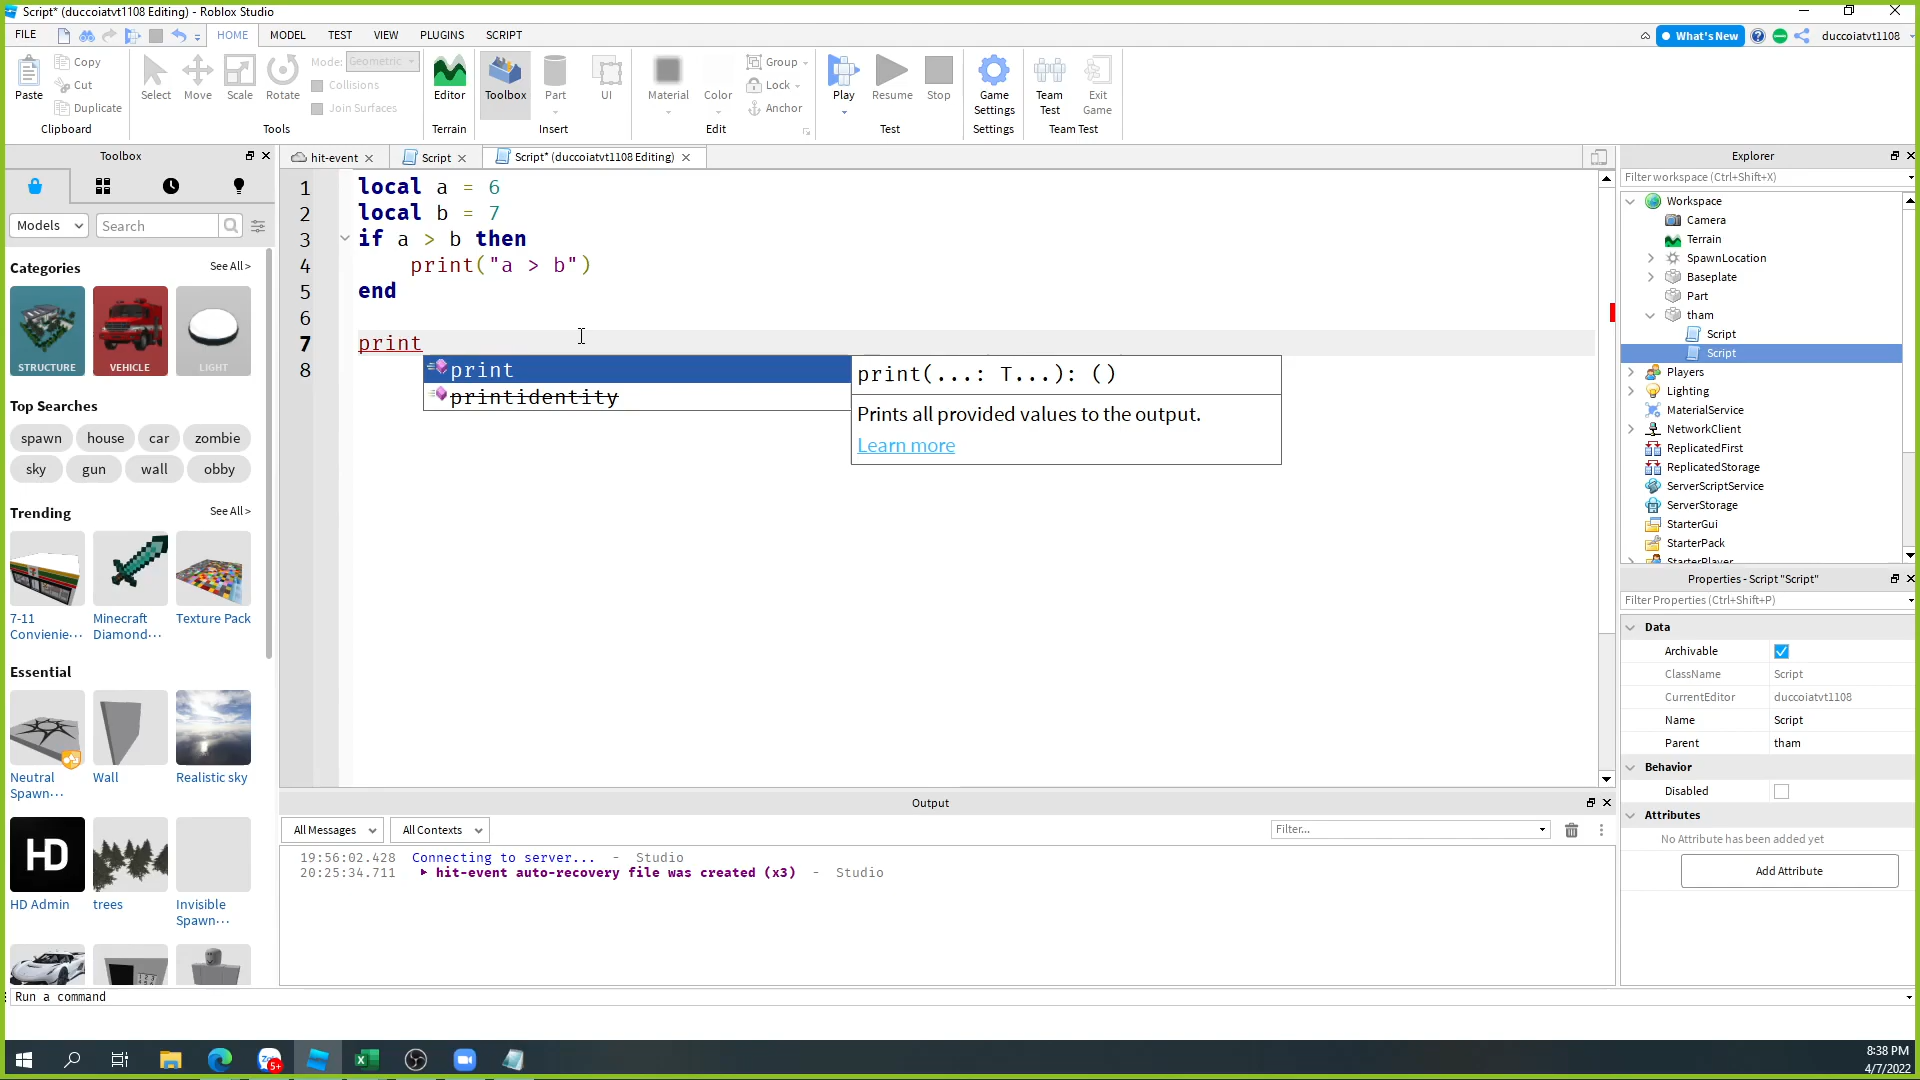 Script* (duccoiatvt1108 Editing) - Roblox Studio
FILE
HOME
MODEL
TEST
VIEW
PLUGINS
SCRIPT
What's New
duccoiatvt1108
Paste
Copy
Cut
Duplicate
Clipboard
Select
Move
Scale
Rotate
Mode: Geometric
Collisions
Join Surfaces
Tools
Editor
Terrain
Toolbox
Part
UI
Insert
Material
Color
Group
Lock
Anchor
Edit
Play
Resume
Stop
Test
Game Settings
Settings
Team Test
Exit Game
Team Test
Toolbox
Models
Search
Categories
See All >
STRUCTURE
VEHICLE
LIGHT
Top Searches
spawn
house
car
zombie
sky
gun
wall
obby
Trending
See All >
7-11 Convienie...
Minecraft Diamond...
Texture Pack
Essential
Neutral Spawn...
Wall
Realistic sky
HD
HD Admin
trees
Invisible Spawn...
hit-event
Script
Script* (duccoiatvt1108 Editing)
1 local a = 6
2 local b = 7
3 if a > b then
4 print("a > b")
5 end
6
7 print
8
print
printidentity
print(...: T...): ()
Prints all provided values to the output.
Learn more
Output
All Messages
All Contexts
Filter...
19:56:02.428 Connecting to server... - Studio
20:25:34.711 hit-event auto-recovery file was created (x3) - Studio
Run a command
Explorer
Filter workspace (Ctrl+Shift+X)
Workspace
Camera
Terrain
SpawnLocation
Baseplate
Part
tham
Script
Script
Players
Lighting
MaterialService
NetworkClient
ReplicatedFirst
ReplicatedStorage
ServerScriptService
ServerStorage
StarterGui
StarterPack
StarterPlayer
Properties - Script "Script"
Filter Properties (Ctrl+Shift+P)
Data
Archivable
ClassName Script
CurrentEditor duccoiatvt1108
Name Script
Parent tham
Behavior
Disabled
Attributes
No Attribute has been added yet
Add Attribute
5+
8:38 PM
4/7/2022